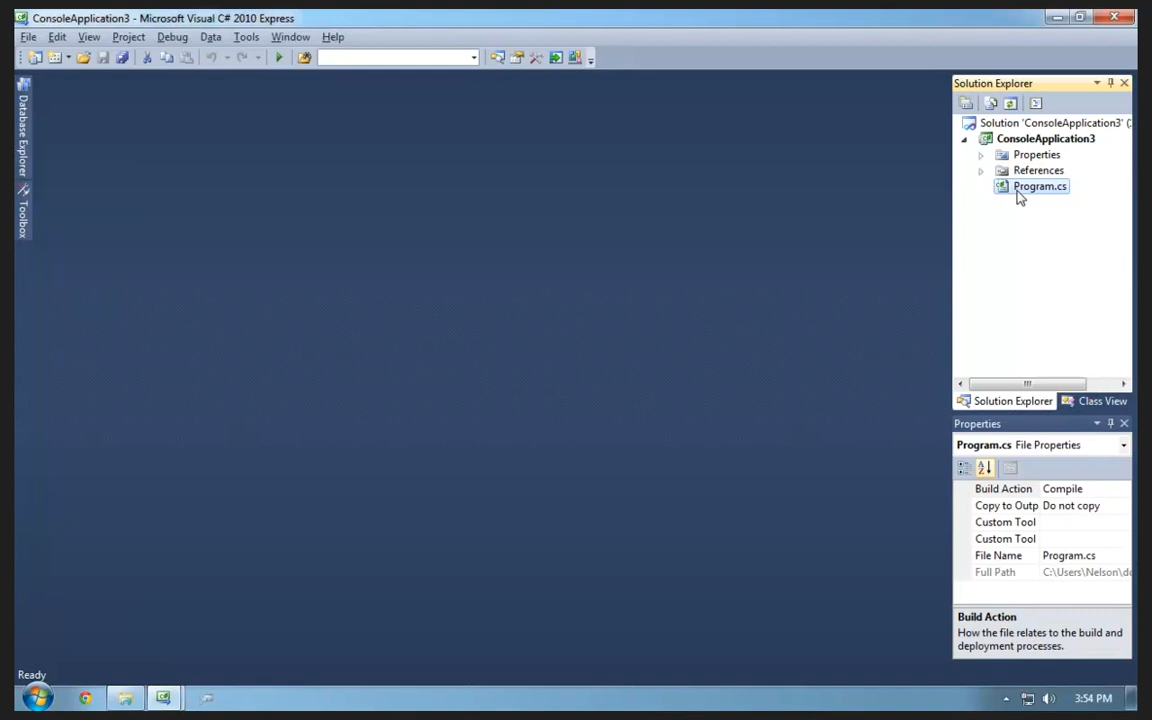 ConsoleApplication3 - Microsoft Visual C# 2010 Express
File Edit View Project Debug Data Tools Window Help
Database Explorer
Toolbox
Solution Explorer
Solution 'ConsoleApplication3' (
ConsoleApplication3
Properties
References
Program.cs
Solution Explorer Class View
Properties
Program.cs File Properties
Build Action Compile
Copy to Outp Do not copy
Custom Tool
Custom Tool
File Name Program.cs
Full Path C:\Users\Nelson\do
Build Action
How the file relates to the build and
deployment processes.
Ready
3:54 PM